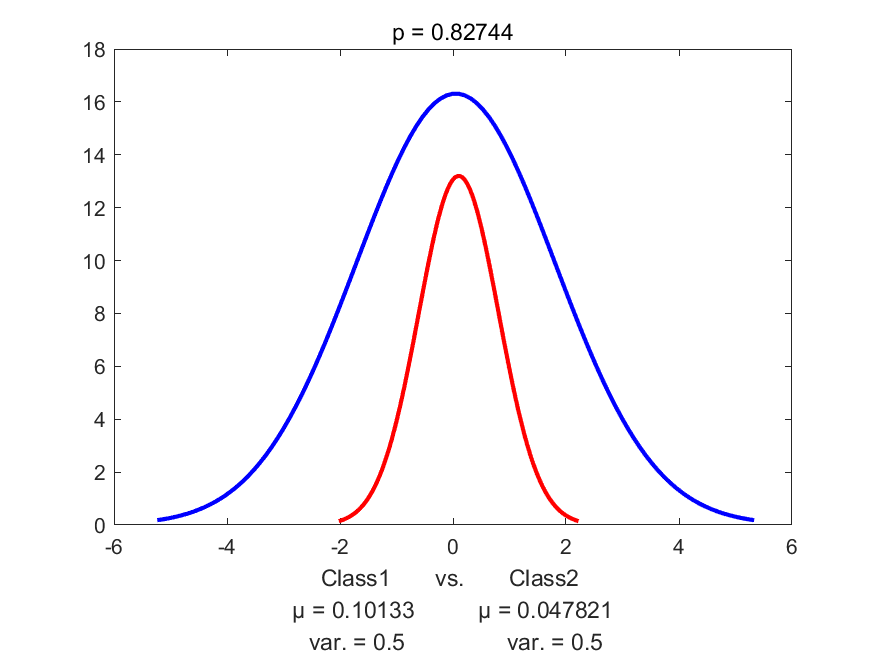 p = 0.82744
18
16
14
12
10
8
6
4
2
0
-6 -4 -2 0 2 4 6
Class1 vs. Class2
μ = 0.10133 μ = 0.047821
var. = 0.5 var. = 0.5